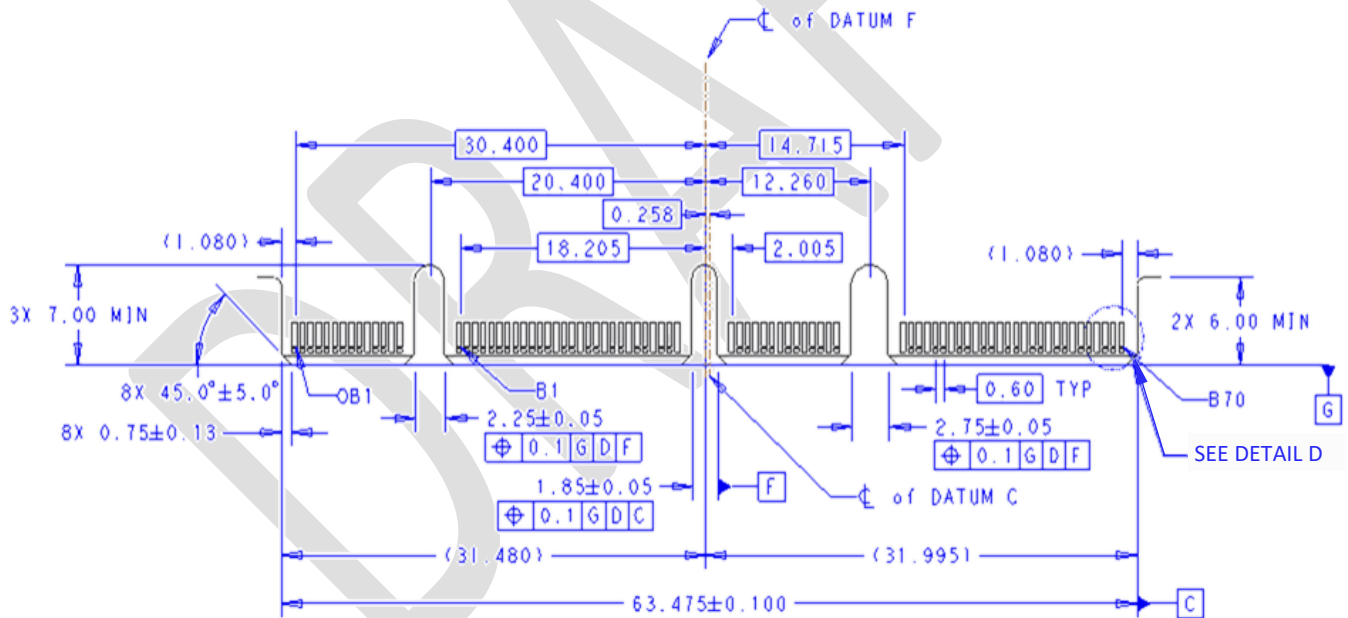 ℄ of DATUM F
30.400
14.715
20.400
12.260
0.258
(1.080)
18.205
2.005
(1.080)
3X 7.00 MIN
2X 6.00 MIN
8X 45.0°±5.0°
OB1
B1
0.60 TYP
B70
G
8X 0.75±0.13
2.25±0.05
⌖ 0.1 G D F
2.75±0.05
⌖ 0.1 G D F
SEE DETAIL D
1.85±0.05
F
⌖ 0.1 G D C
℄ of DATUM C
(31.480)
(31.995)
63.475±0.100
C
DRAF